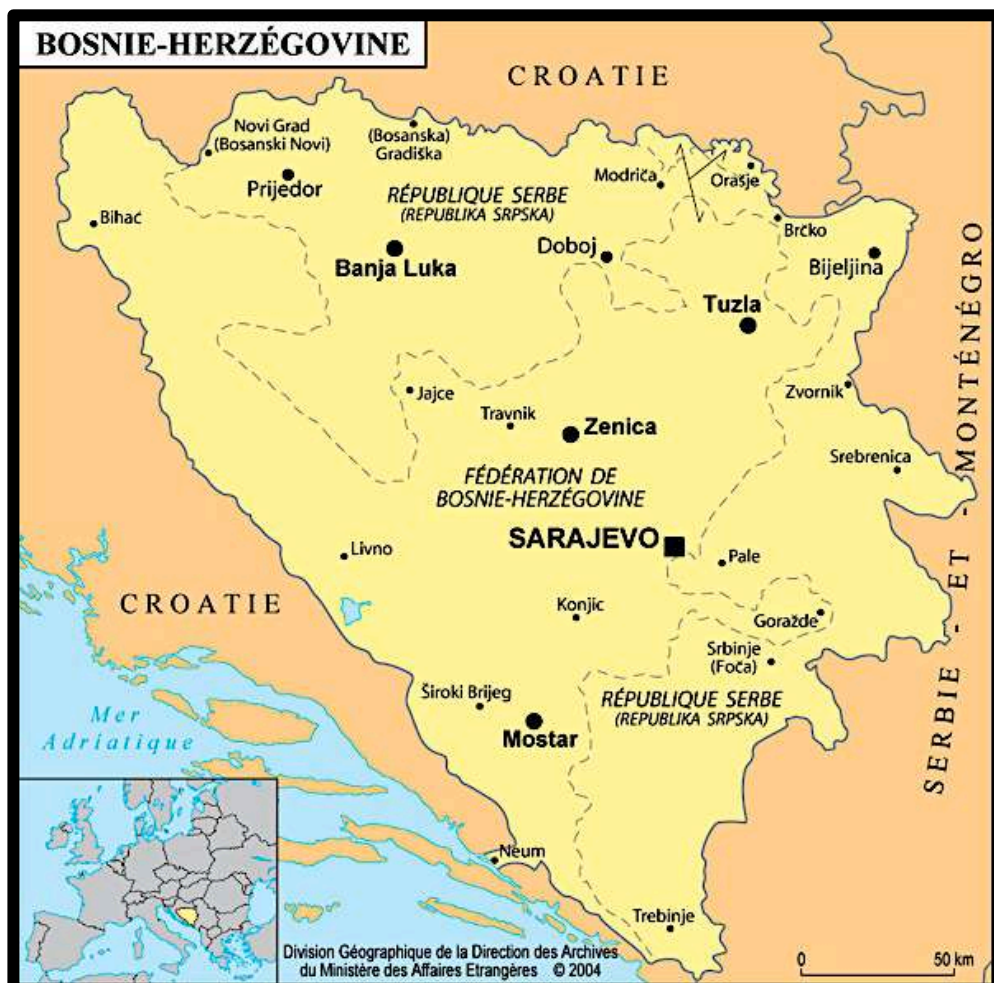 BOSNIE-HERZÉGOVINE
CROATIE
Novi Grad
(Bosanski Novi)
(Bosanska)
Gradiška
Prijedor
Modriča
Orašje
RÉPUBLIQUE SERBE
(REPUBLIKA SRPSKA)
Bihać
Brčko
Doboj
Banja Luka
Bijeljina
Tuzla
Jajce
Zvornik
Travnik
Zenica
Srebrenica
FÉDÉRATION DE
BOSNIE-HERZÉGOVINE
SARAJEVO
Livno
Pale
CROATIE
Konjic
Goražde
Srbinje
(Foča)
Široki Brijeg
RÉPUBLIQUE SERBE
(REPUBLIKA SRPSKA)
Mer
Adriatique
Mostar
SERBIE - ET - MONTÉNÉGRO
Neum
Trebinje
Division Géographique de la Direction des Archives
du Ministère des Affaires Etrangères © 2004
0 50 km